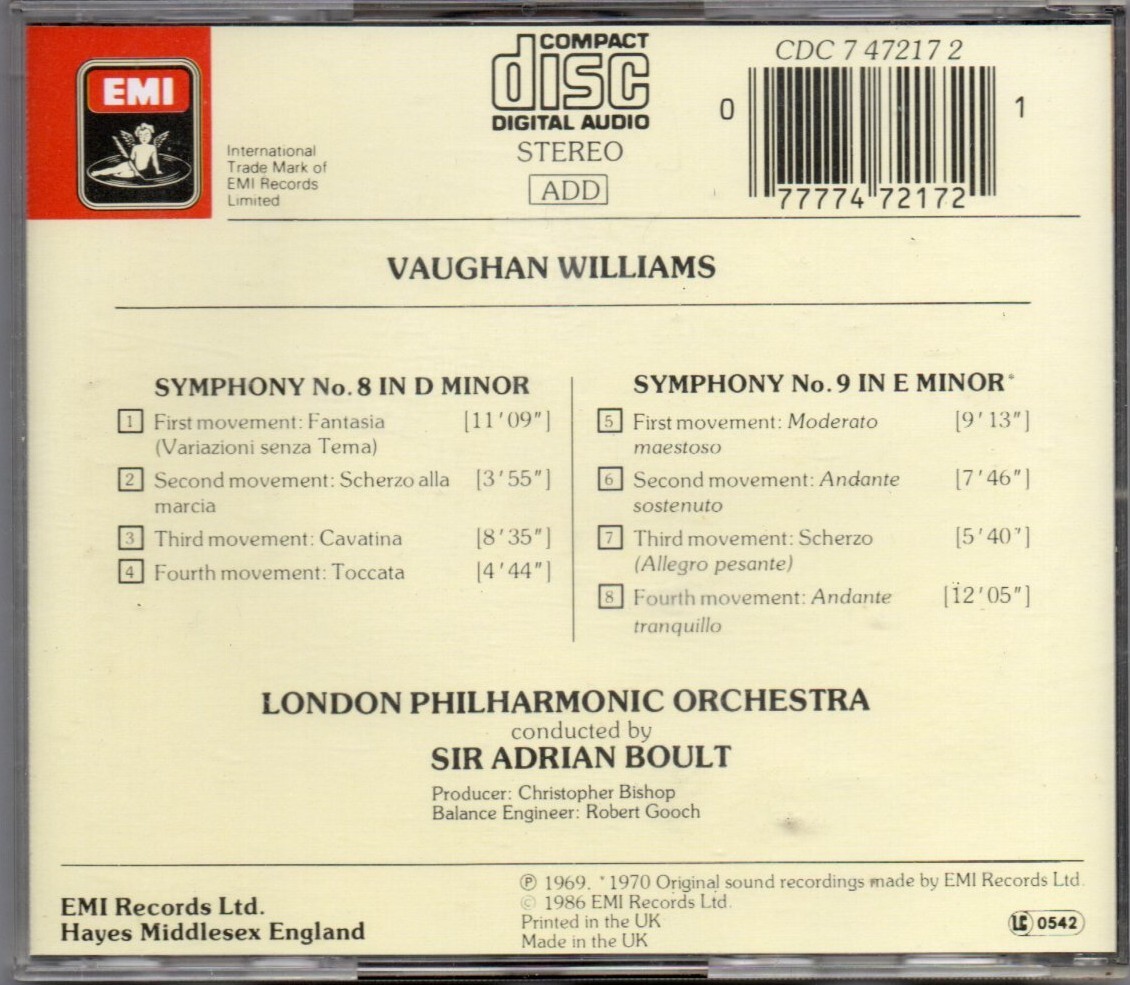 EMI
International
Trade Mark of
EMI Records
Limited
COMPACT
disc
DIGITAL AUDIO
STEREO
ADD
CDC 7 47217 2
0 77774 72172 1
VAUGHAN WILLIAMS
SYMPHONY No. 8 IN D MINOR
1 First movement: Fantasia [11'09"]
(Variazioni senza Tema)
2 Second movement: Scherzo alla [3'55"]
marcia
3 Third movement: Cavatina [8'35"]
4 Fourth movement: Toccata [4'44"]
SYMPHONY No. 9 IN E MINOR*
5 First movement: Moderato [9'13"]
maestoso
6 Second movement: Andante [7'46"]
sostenuto
7 Third movement: Scherzo [5'40"]
(Allegro pesante)
8 Fourth movement: Andante [12'05"]
tranquillo
LONDON PHILHARMONIC ORCHESTRA
conducted by
SIR ADRIAN BOULT
Producer: Christopher Bishop
Balance Engineer: Robert Gooch
EMI Records Ltd.
Hayes Middlesex England
℗ 1969. *1970 Original sound recordings made by EMI Records Ltd.
© 1986 EMI Records Ltd.
Printed in the UK
Made in the UK
LC 0542